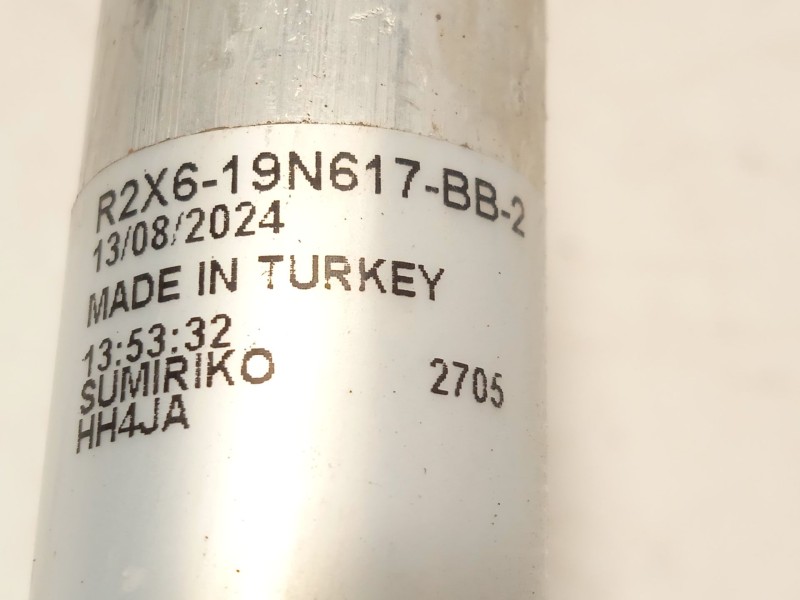 R2X6-19N617-BB-2
13/08/2024
MADE IN TURKEY
13:53:32
SUMIRIKO 2705
HH4JA